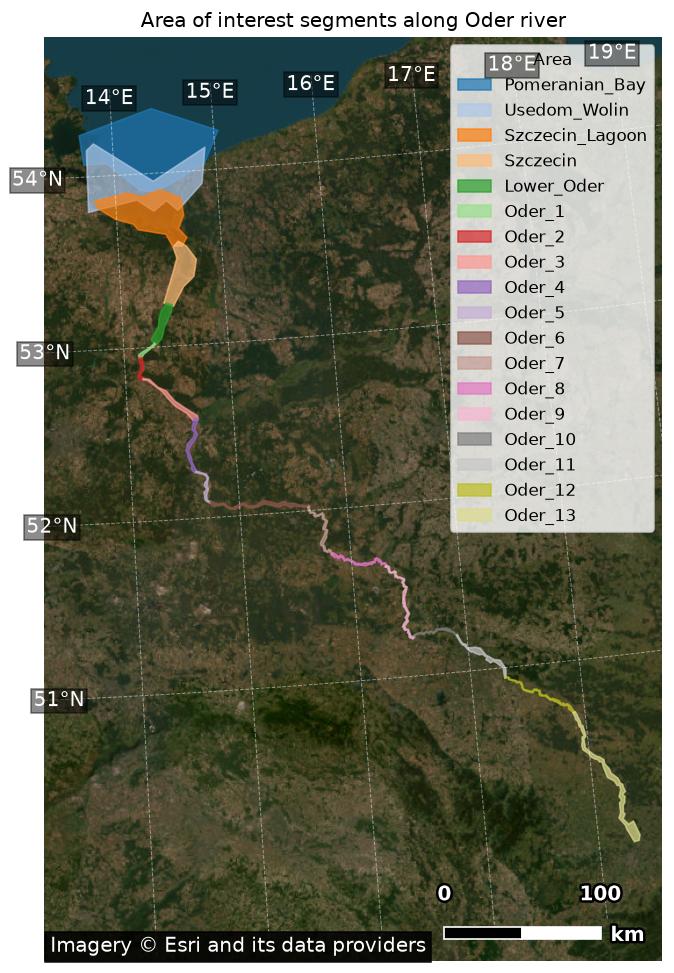 Area of interest segments along Oder river
14°E
15°E
16°E
17°E
18°E
19°E
Area
Pomeranian_Bay
Usedom_Wolin
Szczecin_Lagoon
Szczecin
Lower_Oder
Oder_1
Oder_2
Oder_3
Oder_4
Oder_5
Oder_6
Oder_7
Oder_8
Oder_9
Oder_10
Oder_11
Oder_12
Oder_13
54°N
53°N
52°N
51°N
0 100
km
Imagery © Esri and its data providers